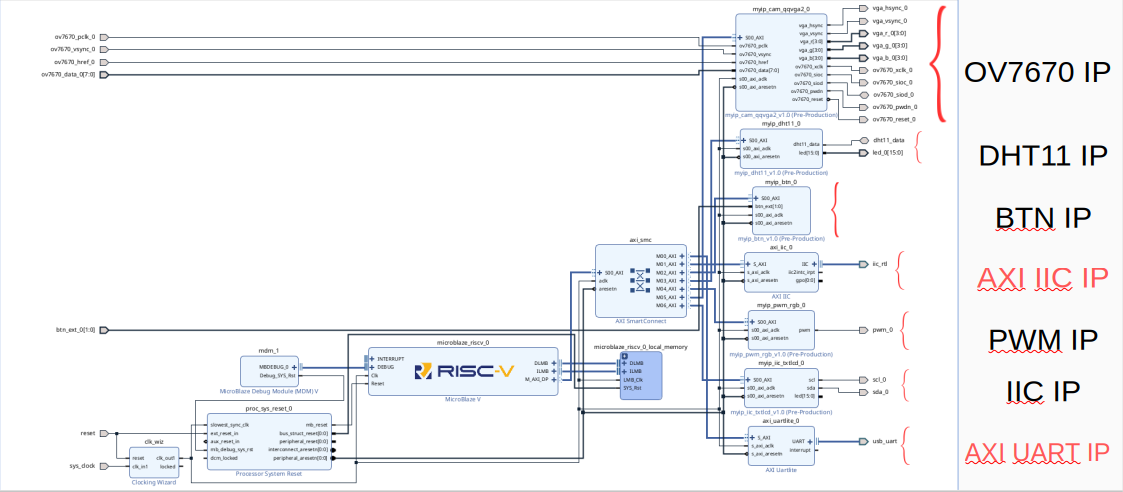 myip_cam_qqvga2_0
S00_AXI
ov7670_pclk
ov7670_vsync
ov7670_href
ov7670_data[7:0]
s00_axi_aclk
s00_axi_aresetn
vga_hsync
vga_vsync
vga_r[3:0]
vga_g[3:0]
vga_b[3:0]
ov7670_xclk
ov7670_sioc
ov7670_siod
ov7670_pwdn
ov7670_reset
myip_cam_qqvga2_v1.0 (Pre-Production)
vga_hsync_0
vga_vsync_0
vga_r_0[3:0]
vga_g_0[3:0]
vga_b_0[3:0]
ov7670_xclk_0
ov7670_sioc_0
ov7670_siod_0
ov7670_pwdn_0
ov7670_reset_0
OV7670 IP
ov7670_pclk_0
ov7670_vsync_0
ov7670_href_0
ov7670_data_0[7:0]
myip_dht11_0
S00_AXI
s00_axi_aclk
s00_axi_aresetn
dht11_data
led[15:0]
myip_dht11_v1.0 (Pre-Production)
dht11_data
led_0[15:0]
DHT11 IP
myip_btn_0
S00_AXI
btn_ext[1:0]
s00_axi_aclk
s00_axi_aresetn
myip_btn_v1.0 (Pre-Production)
BTN IP
axi_smc
S00_AXI
aclk
aresetn
M00_AXI
M01_AXI
M02_AXI
M03_AXI
M04_AXI
M05_AXI
M06_AXI
AXI SmartConnect
axi_iic_0
S_AXI
s_axi_aclk
s_axi_aresetn
IIC
iic2intc_irpt
gpo[0:0]
AXI IIC
iic_rtl
AXI IIC IP
btn_ext_0[1:0]
myip_pwm_rgb_0
S00_AXI
s00_axi_aclk
s00_axi_aresetn
pwm
myip_pwm_rgb_v1.0 (Pre-Production)
pwm_0
PWM IP
mdm_1
MBDEBUG_0
Debug_SYS_Rst
MicroBlaze Debug Module (MDM) V
microblaze_riscv_0
INTERRUPT
DEBUG
Clk
Reset
RISC-V
DLMB
ILMB
M_AXI_DP
MicroBlaze V
microblaze_riscv_0_local_memory
DLMB
ILMB
LMB_Clk
SYS_Rst
myip_iic_txtlcd_0
S00_AXI
s00_axi_aclk
s00_axi_aresetn
scl
sda
led[15:0]
myip_iic_txtlcd_v1.0 (Pre-Production)
scl_0
sda_0
IIC IP
proc_sys_reset_0
slowest_sync_clk
ext_reset_in
aux_reset_in
mb_debug_sys_rst
dcm_locked
mb_reset
bus_struct_reset[0:0]
peripheral_reset[0:0]
interconnect_aresetn[0:0]
peripheral_aresetn[0:0]
Processor System Reset
reset
sys_clock
clk_wiz
reset
clk_in1
clk_out1
locked
Clocking Wizard
axi_uartlite_0
S_AXI
s_axi_aclk
s_axi_aresetn
UART
interrupt
AXI Uartlite
usb_uart
AXI UART IP